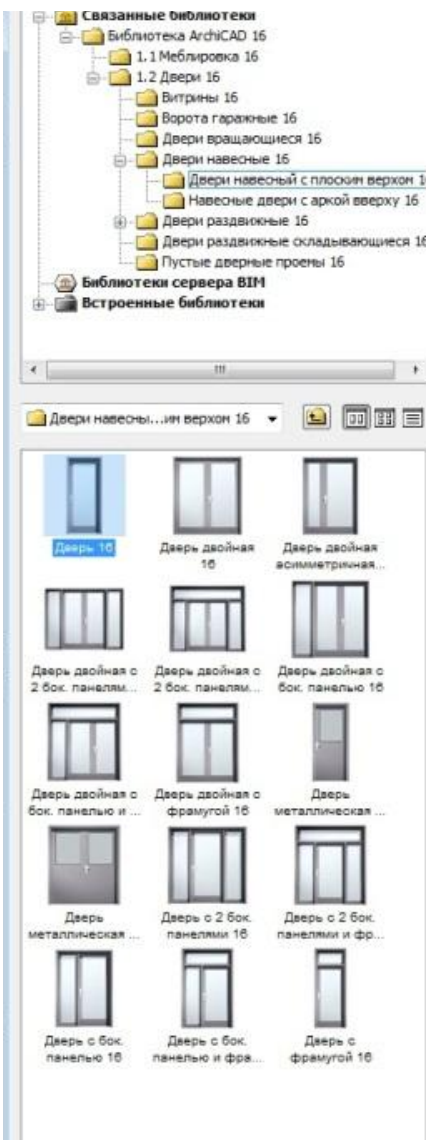 Связанные библиотеки
Библиотека ArchiCAD 16
1.1 Меблировка 16
1.2 Двери 16
Витрины 16
Ворота гаражные 16
Двери вращающиеся 16
Двери навесные 16
Двери навесный с плоским верхом 1
Навесные двери с аркой вверху 16
Двери раздвижные 16
Двери раздвижные складывающиеся 16
Пустые дверные проемы 16
Библиотеки сервера BIM
Встроенные библиотеки
Двери навесны...им верхом 16
Дверь 16 Дверь двойная Дверь двойная
16 асимметричная...
Дверь двойная с Дверь двойная с Дверь двойная с
2 бок. панелям... 2 бок. панелям... бок. панелью 16
Дверь двойная с Дверь двойная с Дверь
бок. панелью и ... фрамугой 16 металлическая ...
Дверь Дверь с 2 бок. Дверь с 2 бок.
металлическая ... панелями 16 панелями и фр...
Дверь с бок. Дверь с бок. Дверь с
панелью 16 панелью и фра... фрамугой 16